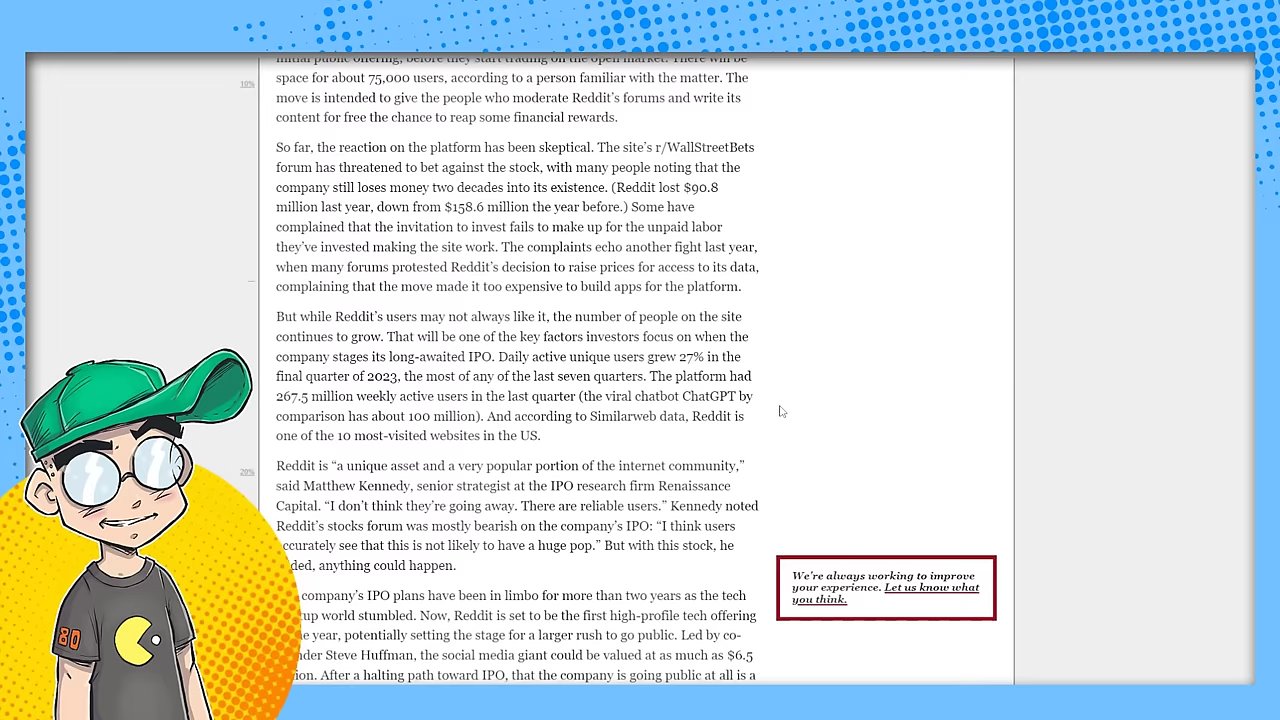 initial public offering, before they start trading on the open market. There will be
10%
space for about 75,000 users, according to a person familiar with the matter. The
move is intended to give the people who moderate Reddit's forums and write its
content for free the chance to reap some financial rewards.
So far, the reaction on the platform has been skeptical. The site's r/WallStreetBets
forum has threatened to bet against the stock, with many people noting that the
company still loses money two decades into its existence. (Reddit lost $90.8
million last year, down from $158.6 million the year before.) Some have
complained that the invitation to invest fails to make up for the unpaid labor
they've invested making the site work. The complaints echo another fight last year,
when many forums protested Reddit's decision to raise prices for access to its data,
complaining that the move made it too expensive to build apps for the platform.
But while Reddit's users may not always like it, the number of people on the site
continues to grow. That will be one of the key factors investors focus on when the
company stages its long-awaited IPO. Daily active unique users grew 27% in the
final quarter of 2023, the most of any of the last seven quarters. The platform had
267.5 million weekly active users in the last quarter (the viral chatbot ChatGPT by
comparison has about 100 million). And according to Similarweb data, Reddit is
one of the 10 most-visited websites in the US.
20%
Reddit is “a unique asset and a very popular portion of the internet community,”
said Matthew Kennedy, senior strategist at the IPO research firm Renaissance
Capital. “I don't think they're going away. There are reliable users.” Kennedy noted
Reddit's stocks forum was mostly bearish on the company's IPO: “I think users
ccurately see that this is not likely to have a huge pop.” But with this stock, he
ded, anything could happen.
company's IPO plans have been in limbo for more than two years as the tech
up world stumbled. Now, Reddit is set to be the first high-profile tech offering
e year, potentially setting the stage for a larger rush to go public. Led by co-
nder Steve Huffman, the social media giant could be valued at as much as $6.5
ion. After a halting path toward IPO, that the company is going public at all is a
We're always working to improve
your experience. Let us know what
you think.
80